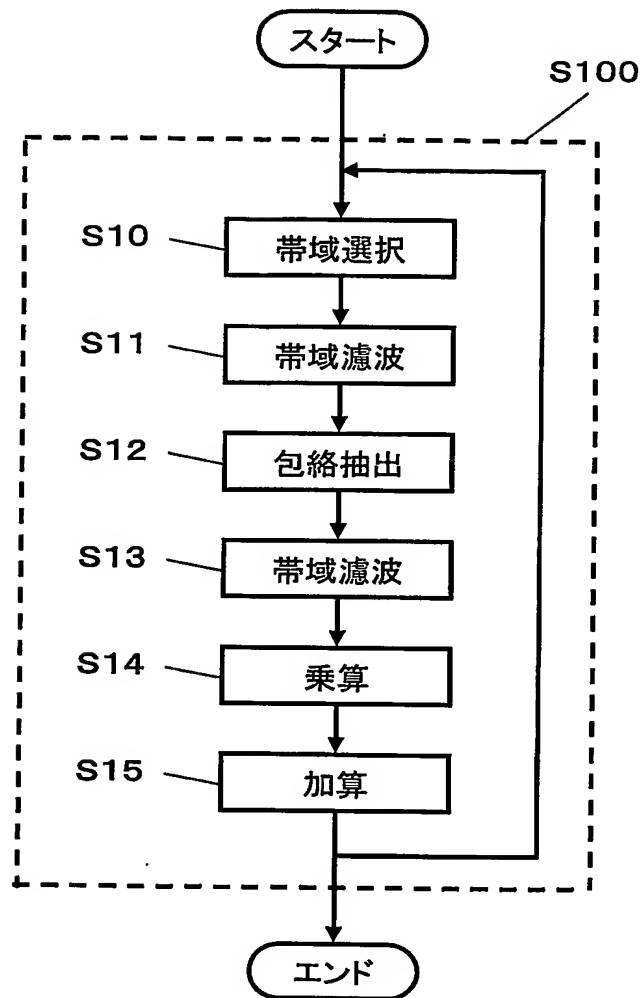 スタート
S100
S10
帯域選択
S11
帯域濾波
S12
包絡抽出
S13
帯域濾波
S14
乗算
S15
加算
エンド